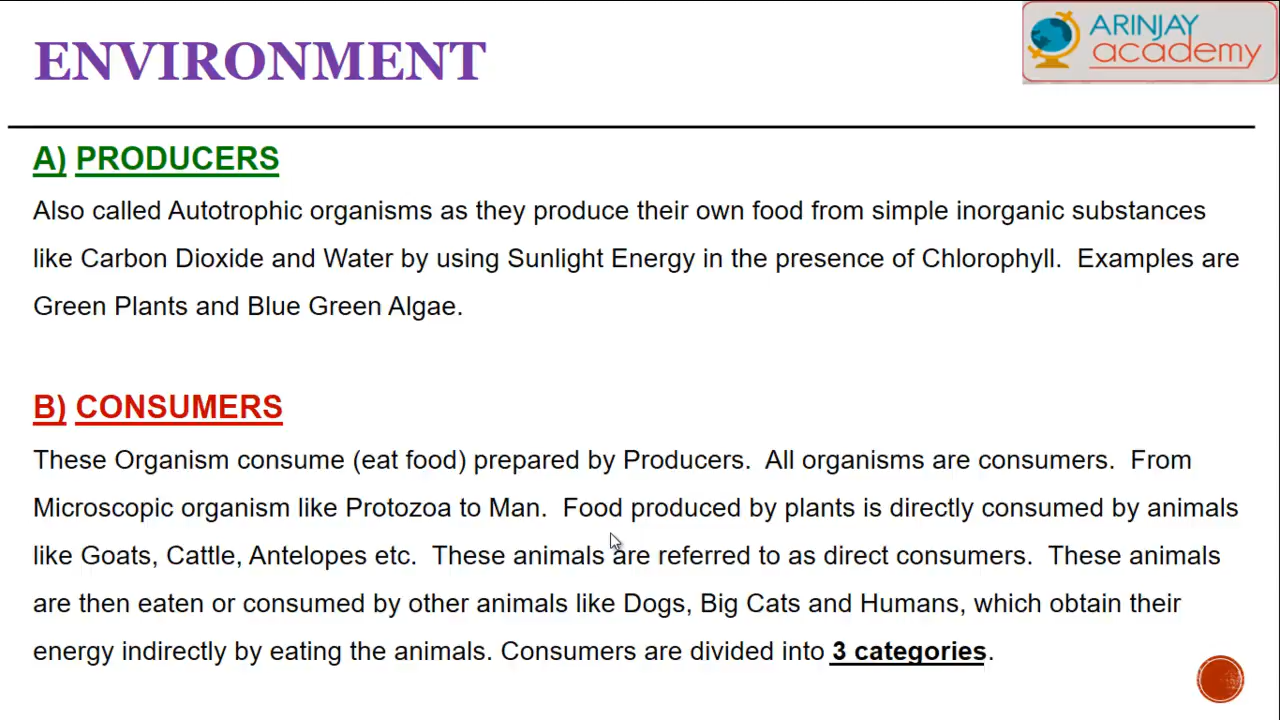 ENVIRONMENT
ARINJAY
academy
A) PRODUCERS
Also called Autotrophic organisms as they produce their own food from simple inorganic substances
like Carbon Dioxide and Water by using Sunlight Energy in the presence of Chlorophyll.  Examples are
Green Plants and Blue Green Algae.
B) CONSUMERS
These Organism consume (eat food) prepared by Producers.  All organisms are consumers.  From
Microscopic organism like Protozoa to Man.  Food produced by plants is directly consumed by animals
like Goats, Cattle, Antelopes etc.  These animals are referred to as direct consumers.  These animals
are then eaten or consumed by other animals like Dogs, Big Cats and Humans, which obtain their
energy indirectly by eating the animals. Consumers are divided into 3 categories.